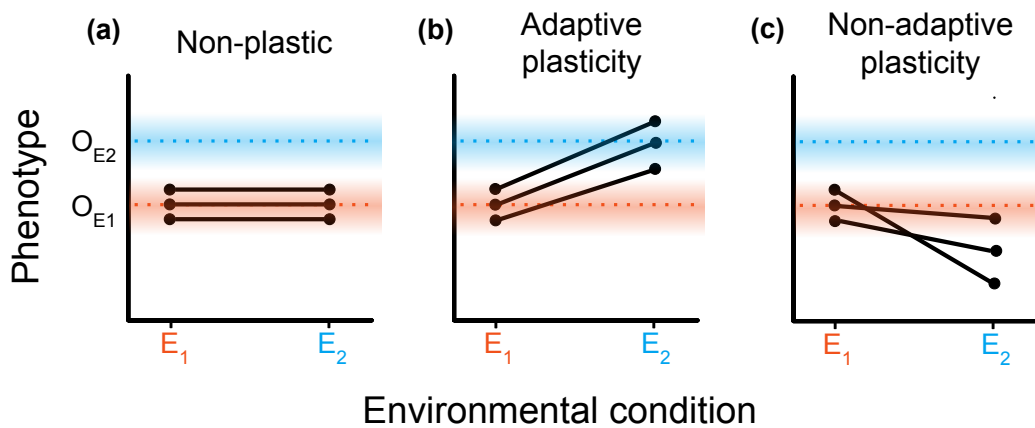 (a)
Non-plastic
(b)
Adaptive
plasticity
(c)
Non-adaptive
plasticity
Phenotype
O_E2
O_E1
E_1
E_2
E_1
E_2
E_1
E_2
Environmental condition